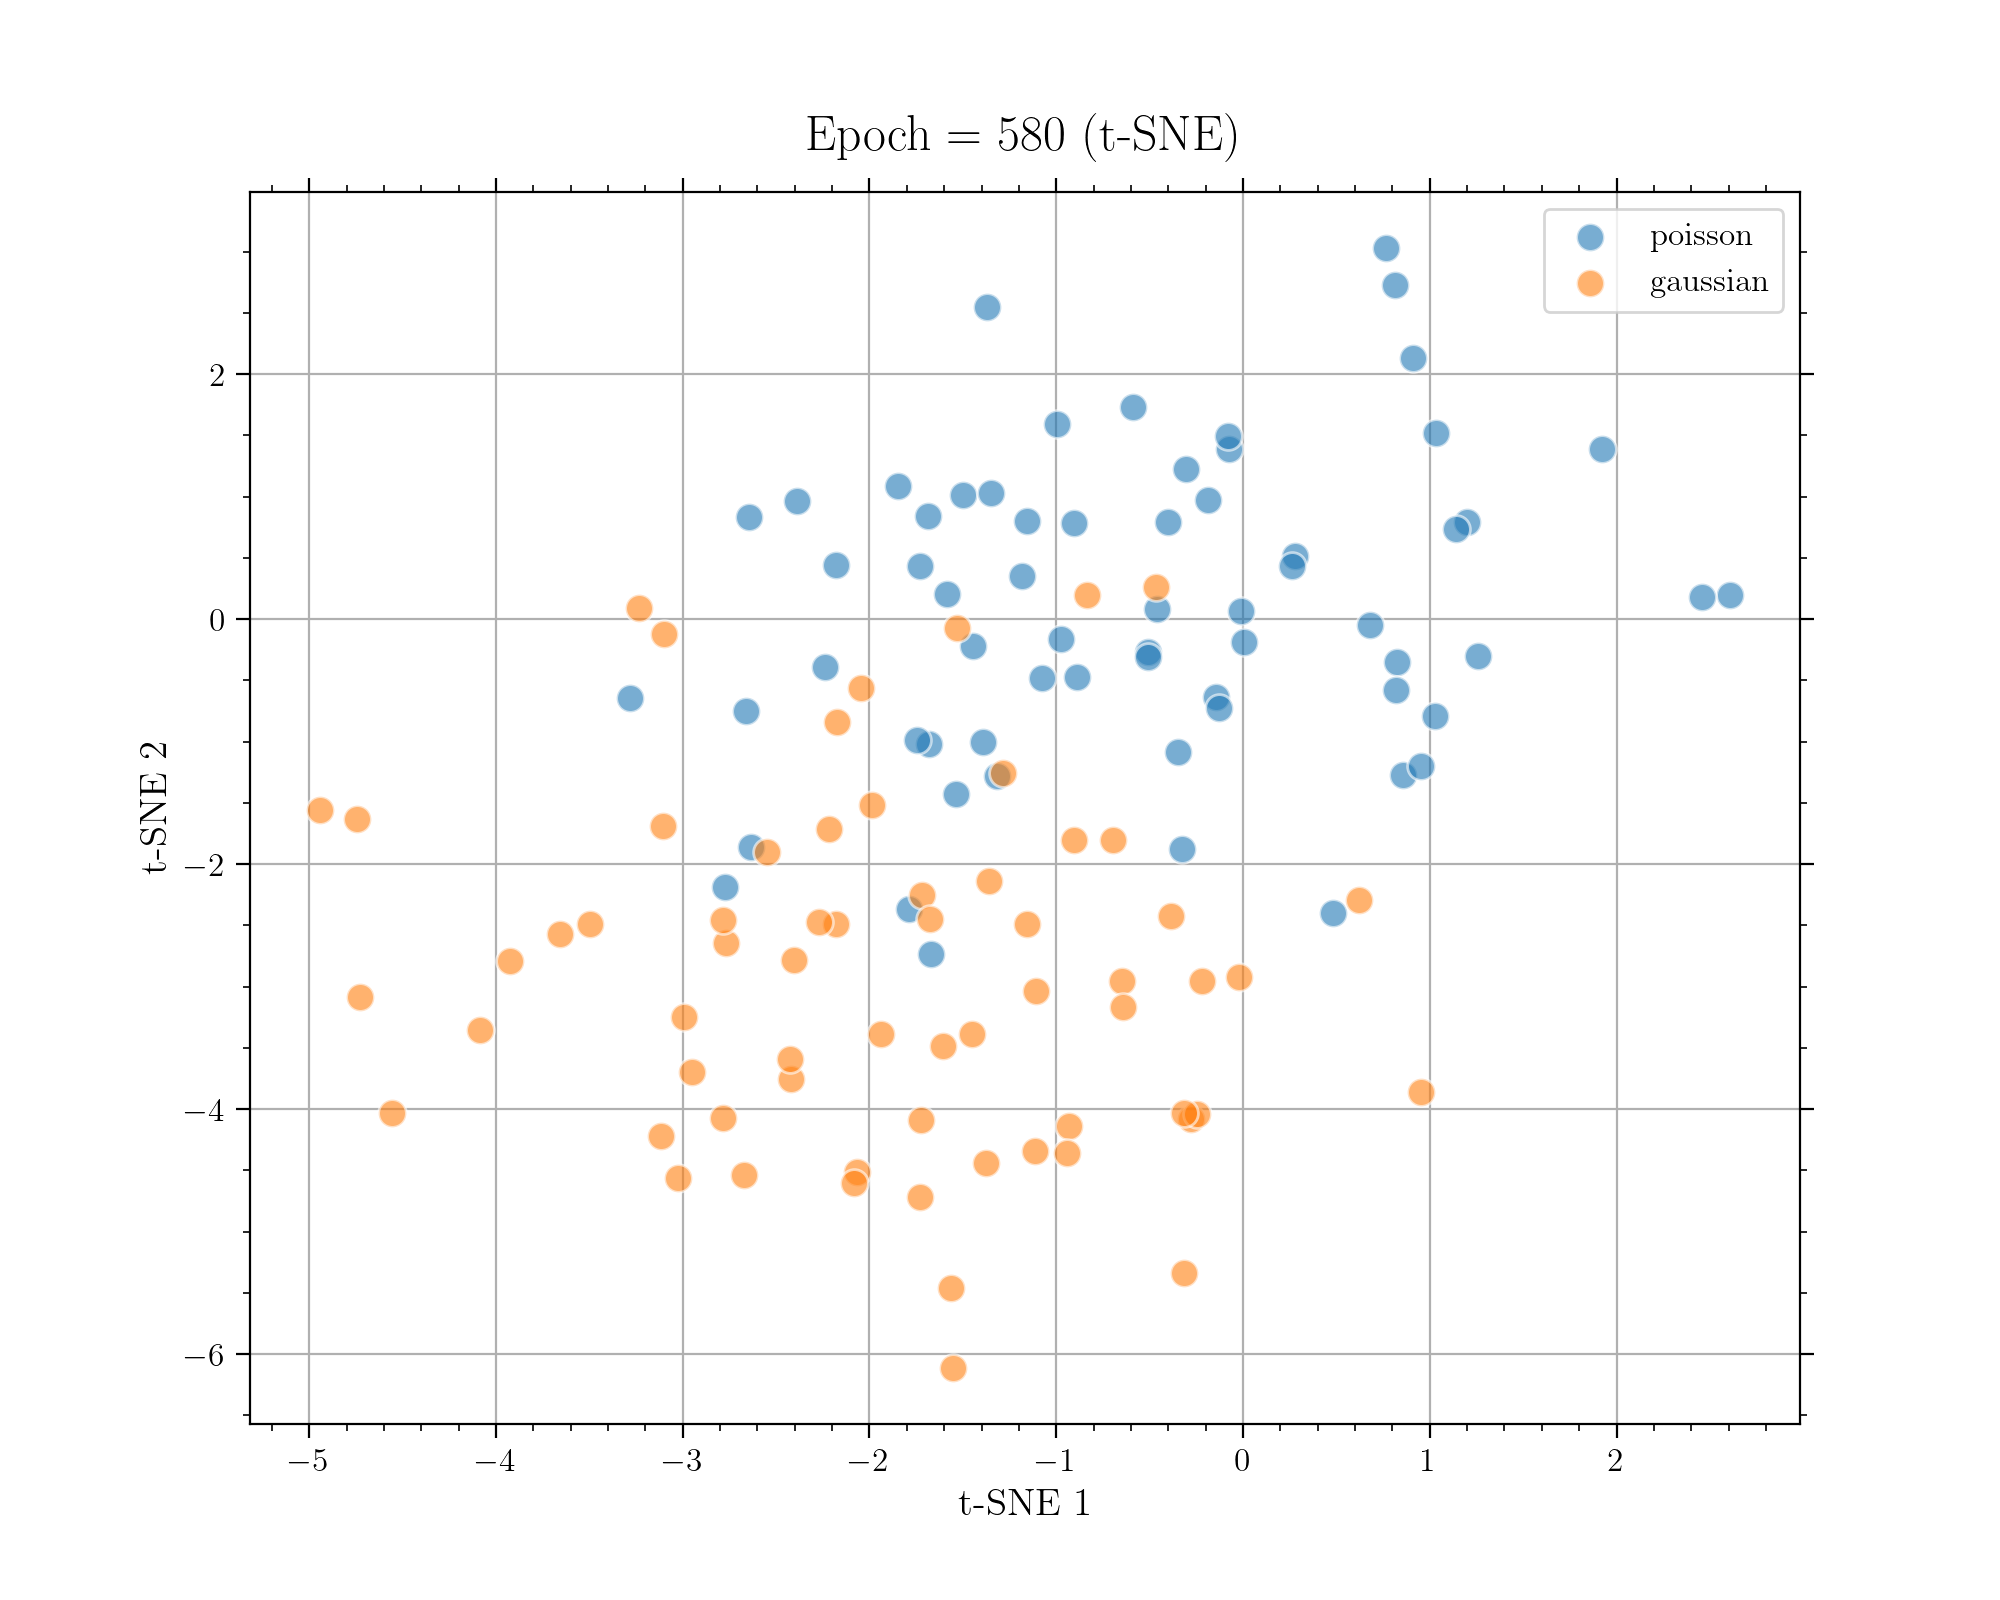 Epoch = 580 (t-SNE)
poisson
gaussian
2
0
−2
−4
−6
t-SNE 2
−5 −4 −3 −2 −1 0 1 2
t-SNE 1